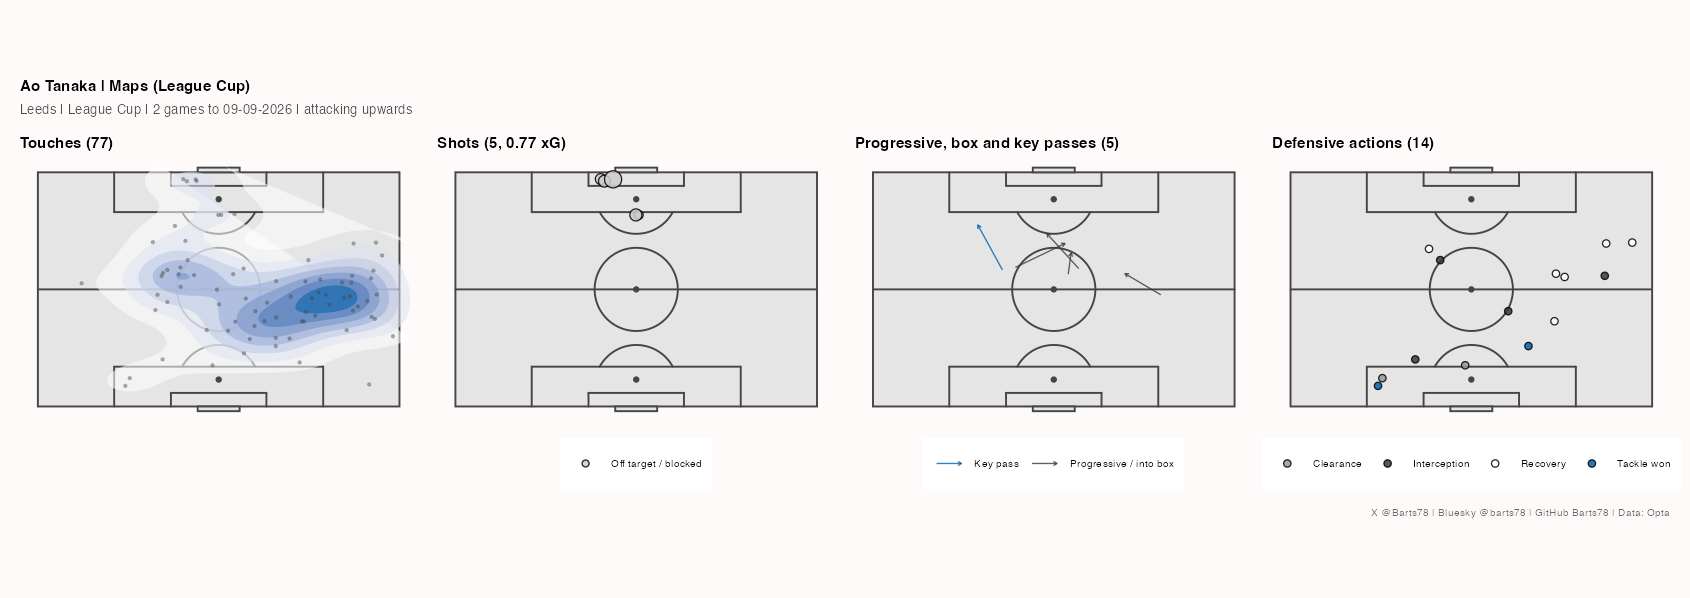 Ao Tanaka | Maps (League Cup)
Leeds | League Cup | 2 games to 09-09-2026 | attacking upwards
Touches (77)
Shots (5, 0.77 xG)
Progressive, box and key passes (5)
Defensive actions (14)
Off target / blocked
Key pass
Progressive / into box
Clearance
Interception
Recovery
Tackle won
X @Barts78 | Bluesky @barts78 | GitHub Barts78 | Data: Opta